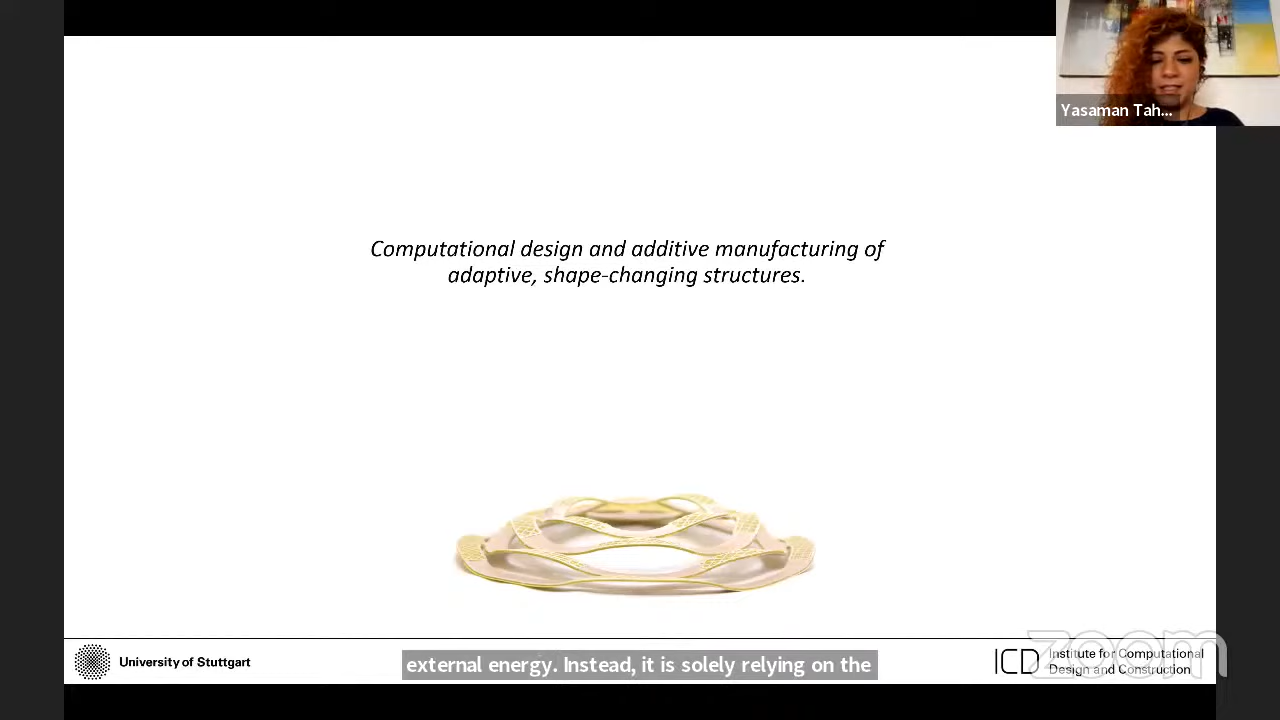 Yasaman Tah...
Computational design and additive manufacturing of
adaptive, shape-changing structures.
University of Stuttgart
external energy. Instead, it is solely relying on the
ICD
Institute for Computational
Design and Construction
zoom